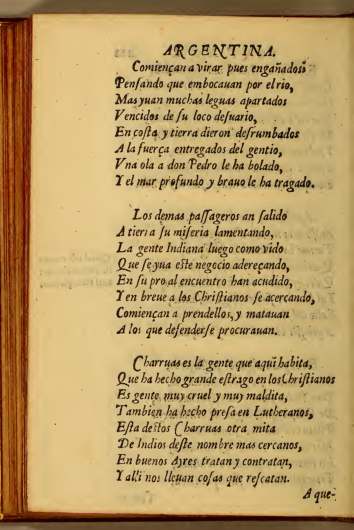 ARGENTINA.
Comiençan a virar pues engañados
Pensando que embocauan por el rio,
Mas yuan muchas leguas apartados
Vencidos de su loco desuario,
En costa y tierra dieron desrumbados
A la fuerça entregados del gentio,
Vna ola a don Pedro le ha bolado,
Y el mar profundo y brauo le ha tragado.
Los demas passageros an salido
A tierra su miseria lamentando,
La gente Indiana luego como vido
Que se yua este negocio adereçando,
En su pro al encuentro han acudido,
Y en breue a los Christianos se acercando,
Comiençan a prendellos, y matauan
A los que defenderse procurauan.
Charruas es la gente que aqui habita,
Que ha hecho grande estrago en los Christianos
Es gente muy cruel y muy maldita,
Tambien ha hecho presa en Lutheranos,
Esta destos Charruas otra mita
De Indios deste nombre mas cercanos,
En buenos Ayres tratan y contratan,
Y alli nos lleuan cosas que rescatan.
A que-